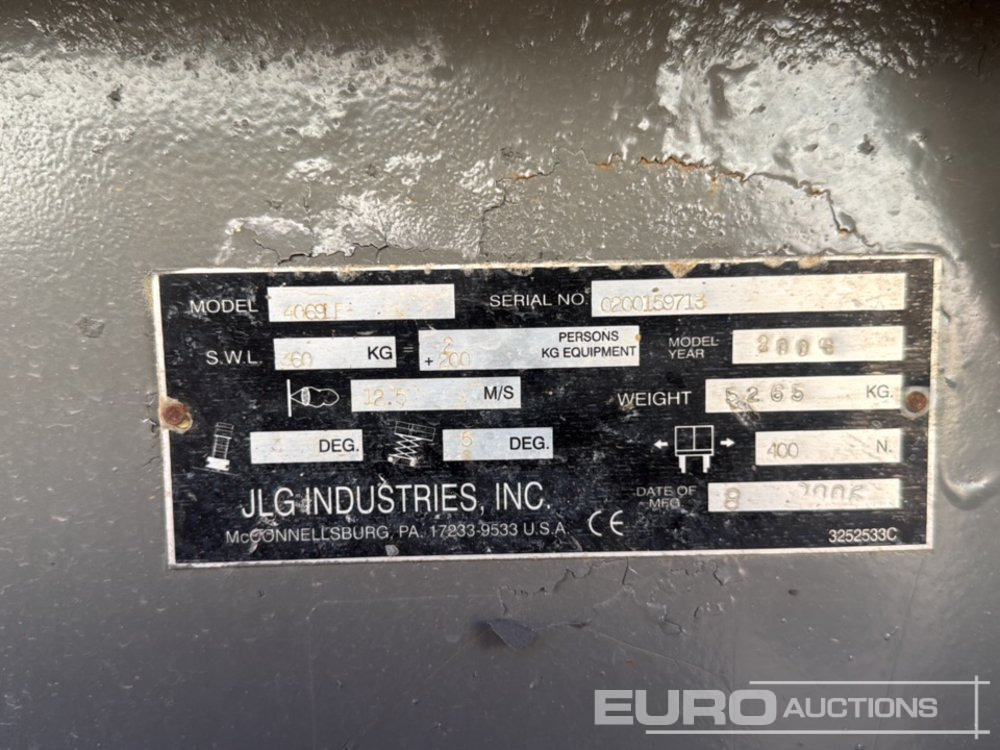 MODEL 4069LE SERIAL NO. 0200159713
S.W.L. 360 KG = 2 PERSONS MODEL
+ 200 KG EQUIPMENT YEAR 2006
12.5 M/S WEIGHT 5265 KG.
DEG. 5 DEG. 400 N.
JLG INDUSTRIES, INC. DATE OF
MFG. 8 2006
McCONNELLSBURG, PA. 17233-9533 U.S.A. CE 3252533C
EURO AUCTIONS